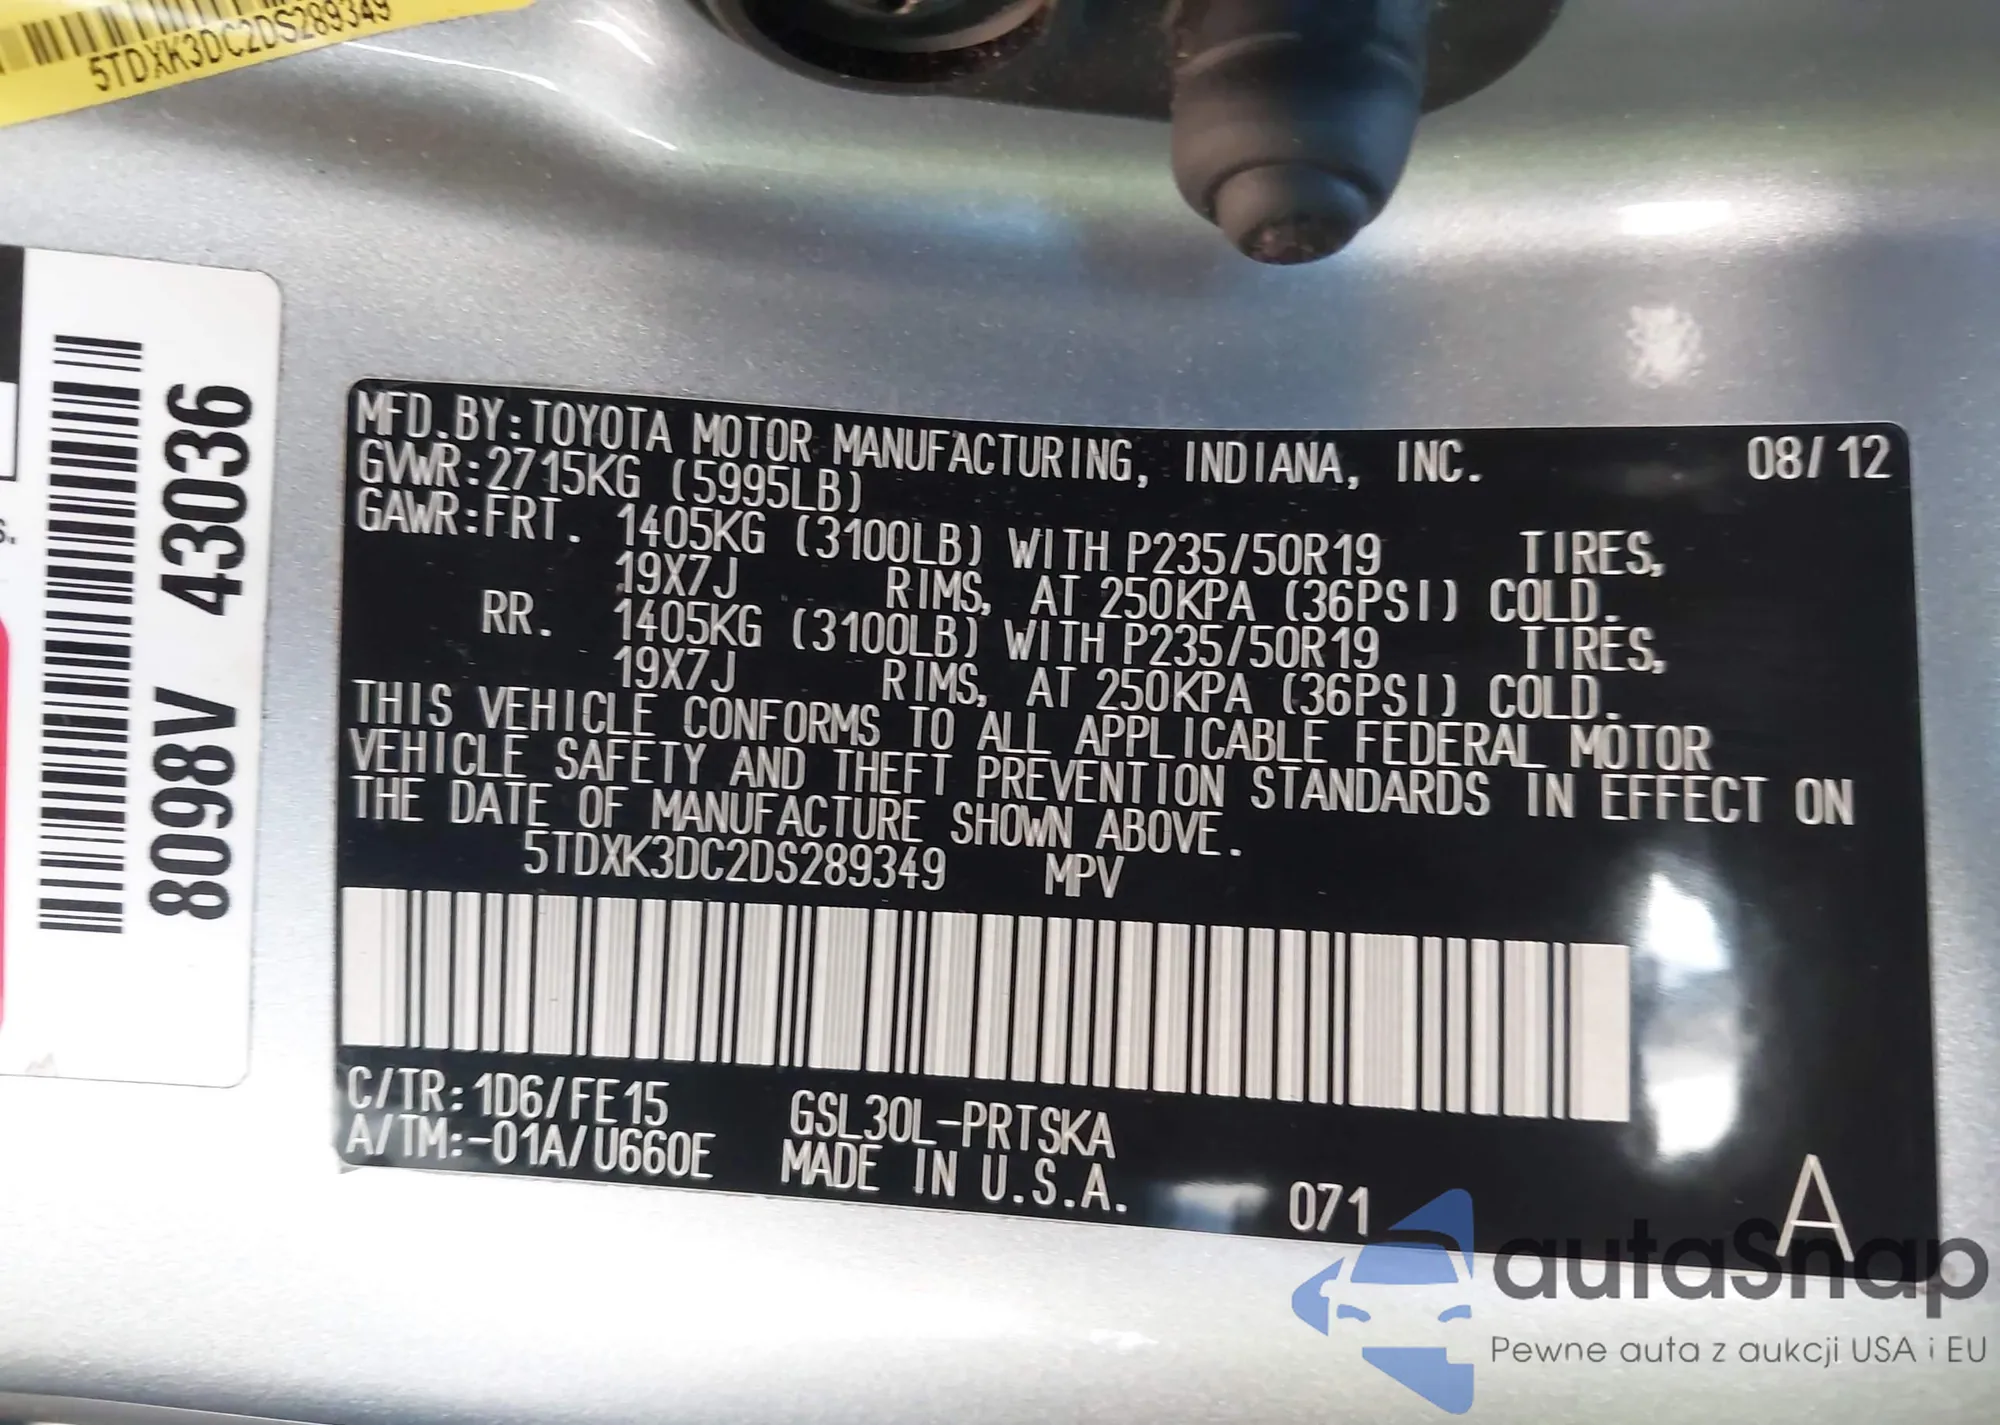 5TDXK3DC2DS289349
8098V 43036
s.
MFD.BY:TOYOTA MOTOR MANUFACTURING, INDIANA, INC. 08/12
GVWR:2715KG (5995LB)
GAWR:FRT. 1405KG (3100LB) WITH P235/50R19 TIRES,
19X7J RIMS, AT 250KPA (36PSI) COLD.
RR. 1405KG (3100LB) WITH P235/50R19 TIRES,
19X7J RIMS, AT 250KPA (36PSI) COLD.
THIS VEHICLE CONFORMS TO ALL APPLICABLE FEDERAL MOTOR
VEHICLE SAFETY AND THEFT PREVENTION STANDARDS IN EFFECT ON
THE DATE OF MANUFACTURE SHOWN ABOVE.
5TDXK3DC2DS289349 MPV
C/TR:1D6/FE15 GSL30L-PRTSKA
A/TM:-01A/U660E MADE IN U.S.A. 071 A
autoSnap
Pewne auta z aukcji USA i EU